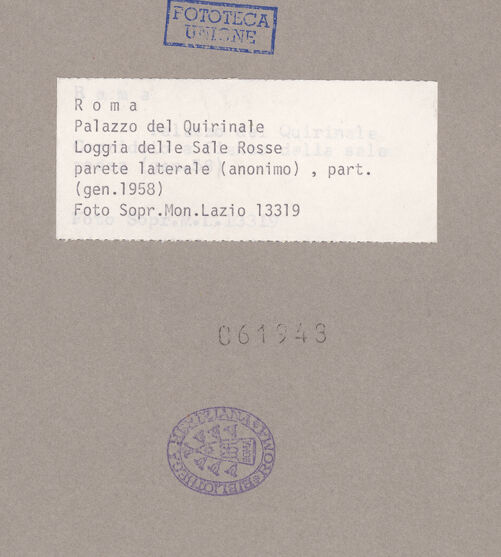 FOTOTECA
UNIONE
Roma
Palazzo del Quirinale
Loggia delle Sale Rosse
parete laterale (anonimo) , part.
(gen.1958)
Foto Sopr.Mon.Lazio 13319
061943